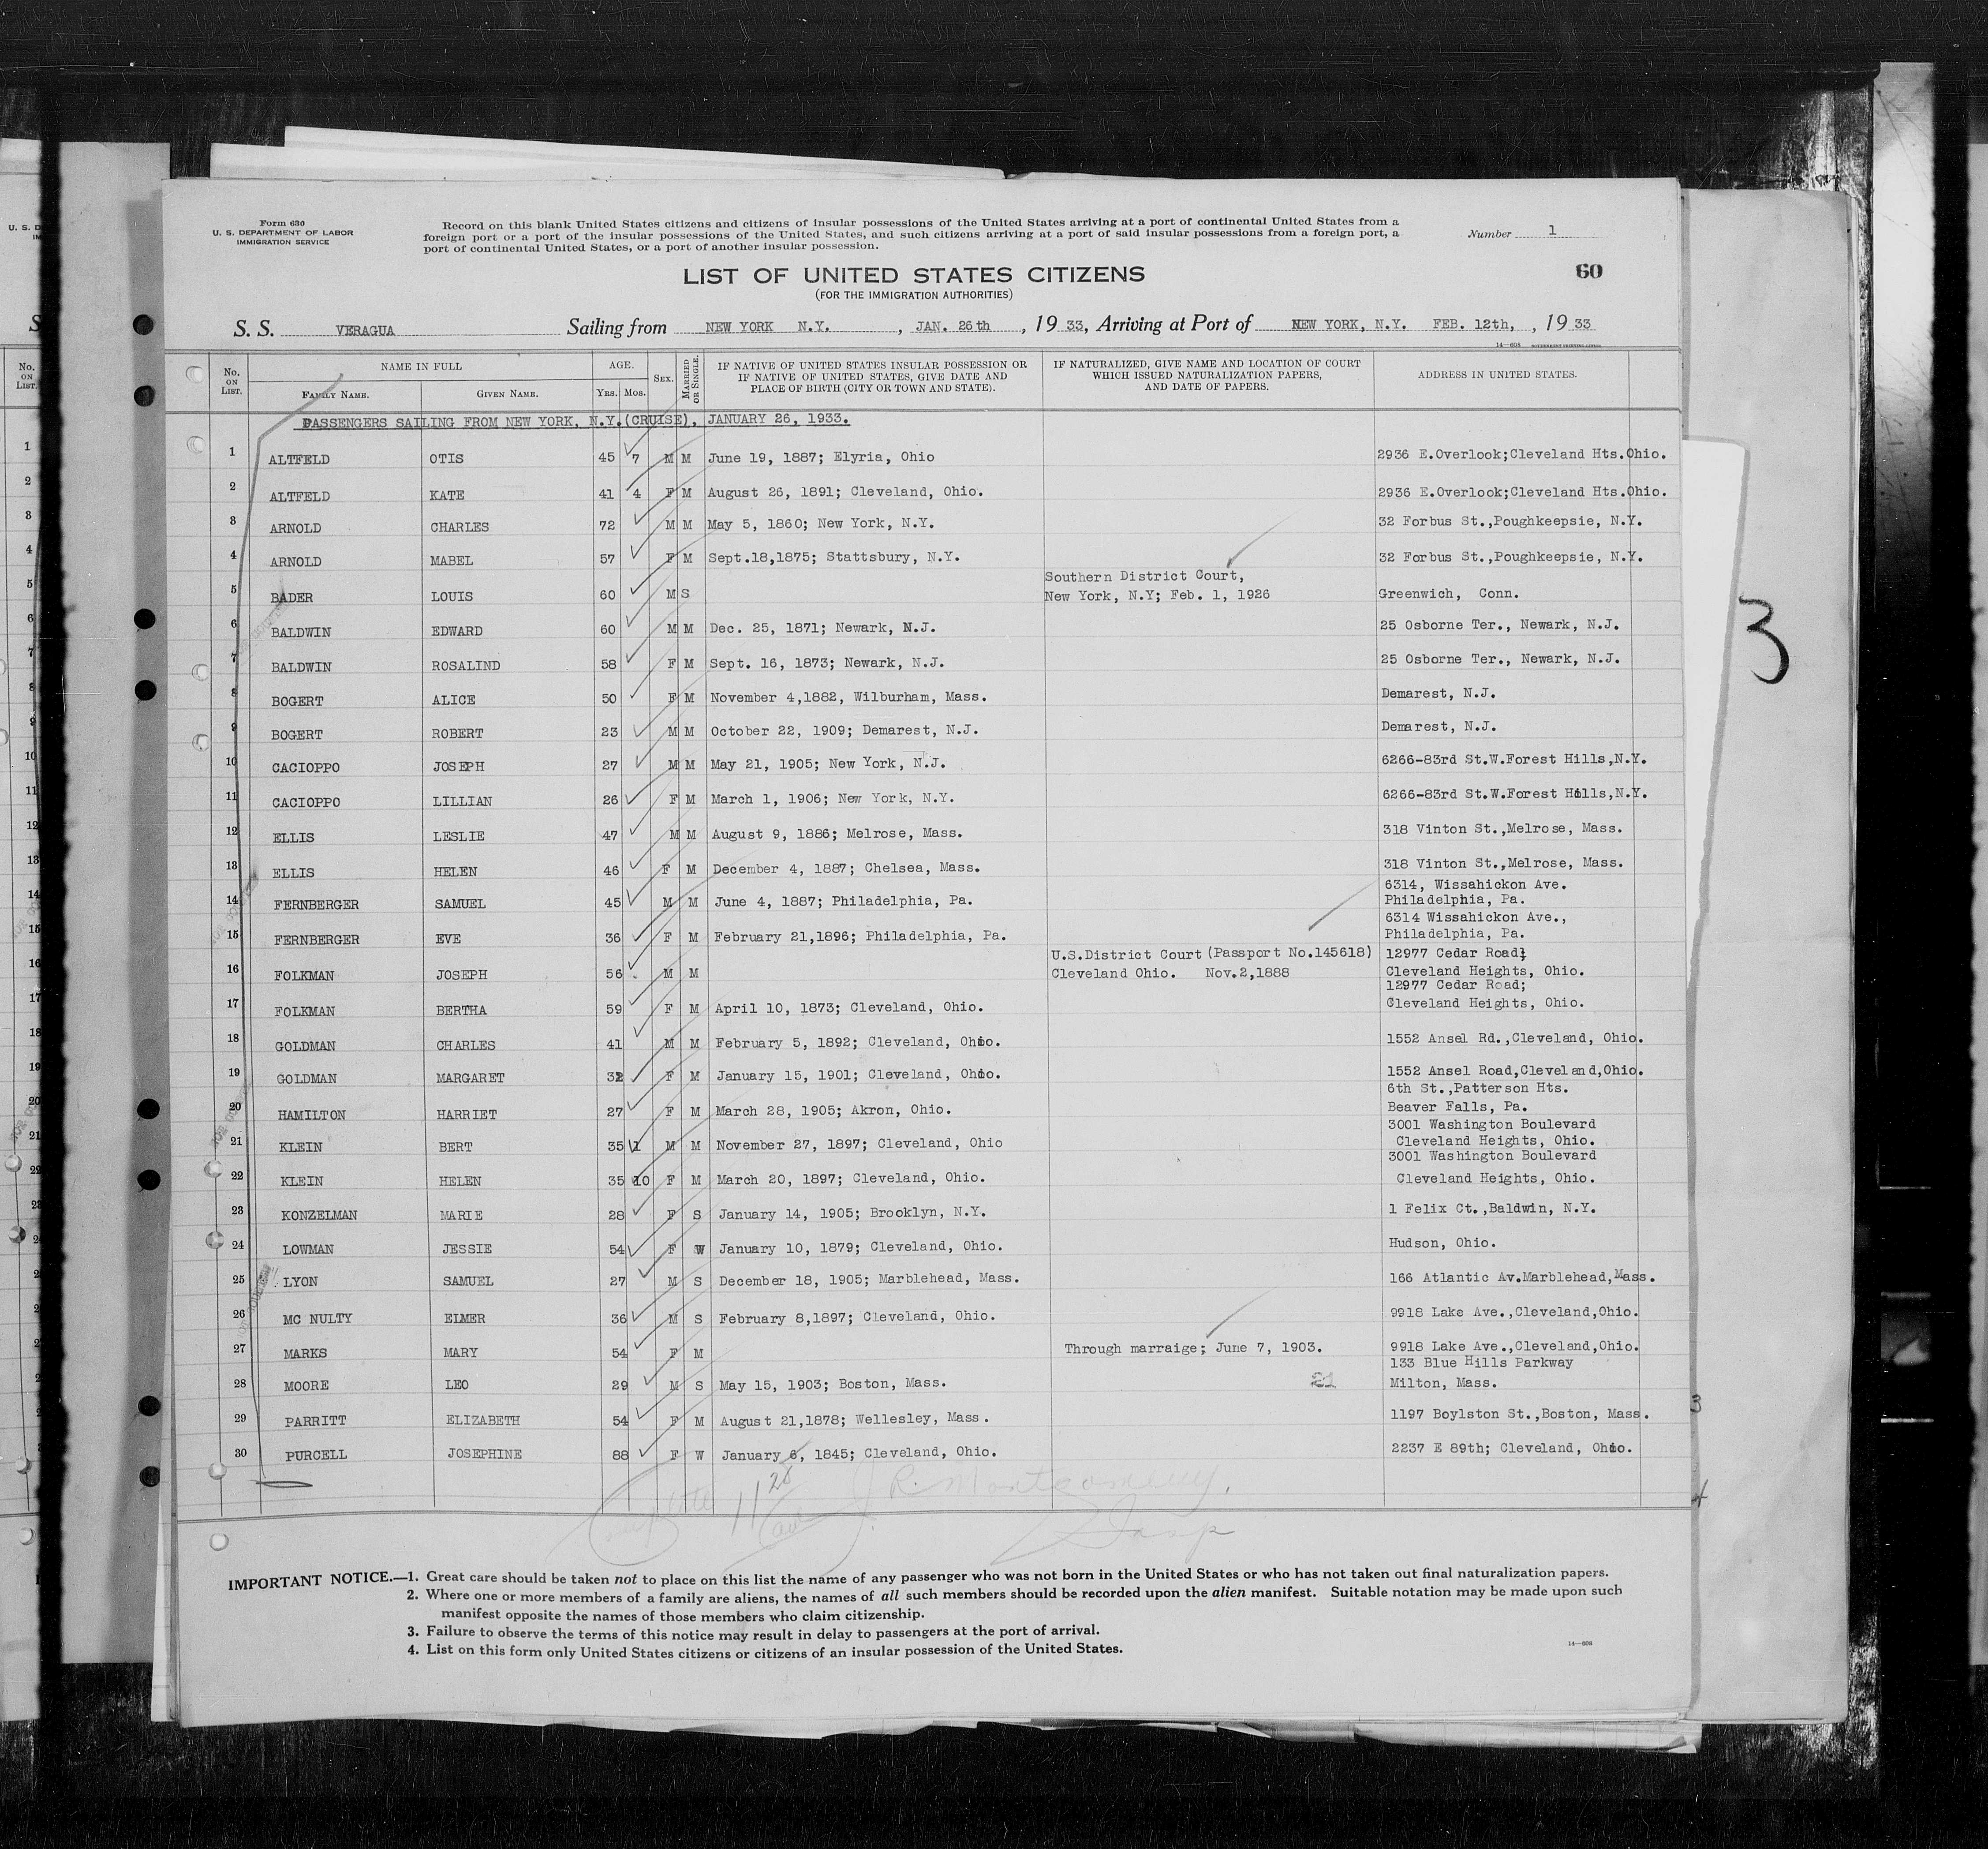 Form 636
U. S. DEPARTMENT OF LABOR
IMMIGRATION SERVICE
Record on this blank United States citizens and citizens of insular possessions of the United States arriving at a port of continental United States from a
foreign port or a port of the insular possessions of the United States, and such citizens arriving at a port of said insular possessions from a foreign port, a
port of continental United States, or a port of another insular possession.
Number 1
60
LIST OF UNITED STATES CITIZENS
(FOR THE IMMIGRATION AUTHORITIES)
S. S. VERAGUA Sailing from NEW YORK N.Y. , JAN. 26th , 1933, Arriving at Port of NEW YORK, N.Y. FEB. 12th, , 1933
14—608 GOVERNMENT PRINTING OFFICE
No. ON LIST. NAME IN FULL FAMILY NAME. GIVEN NAME. AGE. YRS. MOS. SEX. MARRIED OR SINGLE. IF NATIVE OF UNITED STATES INSULAR POSSESSION OR IF NATIVE OF UNITED STATES, GIVE DATE AND PLACE OF BIRTH (CITY OR TOWN AND STATE). IF NATURALIZED, GIVE NAME AND LOCATION OF COURT WHICH ISSUED NATURALIZATION PAPERS, AND DATE OF PAPERS. ADDRESS IN UNITED STATES.
PASSENGERS SAILING FROM NEW YORK, N.Y.(CRUISE), JANUARY 26, 1933.
1 ALTFELD OTIS 45 7 M M June 19, 1887; Elyria, Ohio 2936 E.Overlook;Cleveland Hts.Ohio.
2 ALTFELD KATE 41 4 F M August 26, 1891; Cleveland, Ohio. 2936 E.Overlook;Cleveland Hts.Ohio.
3 ARNOLD CHARLES 72 M M May 5, 1860; New York, N.Y. 32 Forbus St.,Poughkeepsie, N.Y.
4 ARNOLD MABEL 57 F M Sept.18,1875; Stattsbury, N.Y. 32 Forbus St.,Poughkeepsie, N.Y.
Southern District Court,
5 BADER LOUIS 60 M S New York, N.Y; Feb. 1, 1926 Greenwich, Conn.
6 BALDWIN EDWARD 60 M M Dec. 25, 1871; Newark, N.J. 25 Osborne Ter., Newark, N.J.
7 BALDWIN ROSALIND 58 F M Sept. 16, 1873; Newark, N.J. 25 Osborne Ter., Newark, N.J.
8 BOGERT ALICE 50 F M November 4,1882, Wilburham, Mass. Demarest, N.J.
9 BOGERT ROBERT 23 M M October 22, 1909; Demarest, N.J. Demarest, N.J.
10 CACIOPPO JOSEPH 27 M M May 21, 1905; New York, N.J. 6266-83rd St.W.Forest Hills,N.Y.
11 CACIOPPO LILLIAN 26 F M March 1, 1906; New York, N.Y. 6266-83rd St.W.Forest Hills,N.Y.
12 ELLIS LESLIE 47 M M August 9, 1886; Melrose, Mass. 318 Vinton St.,Melrose, Mass.
13 ELLIS HELEN 46 F M December 4, 1887; Chelsea, Mass. 318 Vinton St.,Melrose, Mass.
6314, Wissahickon Ave.
14 FERNBERGER SAMUEL 45 M M June 4, 1887; Philadelphia, Pa. Philadelphia, Pa.
6314 Wissahickon Ave.,
15 FERNBERGER EVE 36 F M February 21,1896; Philadelphia, Pa. Philadelphia, Pa.
U.S.District Court (Passport No.145618) 12977 Cedar Road;
16 FOLKMAN JOSEPH 56 M M Cleveland Ohio. Nov.2,1888 Cleveland Heights, Ohio.
12977 Cedar Road;
17 FOLKMAN BERTHA 59 F M April 10, 1873; Cleveland, Ohio. Cleveland Heights, Ohio.
18 GOLDMAN CHARLES 41 M M February 5, 1892; Cleveland, Ohio. 1552 Ansel Rd.,Cleveland, Ohio.
19 GOLDMAN MARGARET 32 F M January 15, 1901; Cleveland, Ohio. 1552 Ansel Road,Cleveland,Ohio.
6th St.,Patterson Hts.
20 HAMILTON HARRIET 27 F M March 28, 1905; Akron, Ohio. Beaver Falls, Pa.
3001 Washington Boulevard
21 KLEIN BERT 35 1 M M November 27, 1897; Cleveland, Ohio Cleveland Heights, Ohio.
3001 Washington Boulevard
22 KLEIN HELEN 35 10 F M March 20, 1897; Cleveland, Ohio. Cleveland Heights, Ohio.
23 KONZELMAN MARIE 28 F S January 14, 1905; Brooklyn, N.Y. 1 Felix Ct.,Baldwin, N.Y.
24 LOWMAN JESSIE 54 F W January 10, 1879; Cleveland, Ohio. Hudson, Ohio.
25 LYON SAMUEL 27 M S December 18, 1905; Marblehead, Mass. 166 Atlantic Av.Marblehead,Mass.
26 MC NULTY ELMER 36 M S February 8,1897; Cleveland, Ohio. 9918 Lake Ave.,Cleveland,Ohio.
27 MARKS MARY 54 F M Through marraige; June 7, 1903. 9918 Lake Ave.,Cleveland,Ohio.
133 Blue Hills Parkway
28 MOORE LEO 29 M S May 15, 1903; Boston, Mass. 21 Milton, Mass.
29 PARRITT ELIZABETH 54 F M August 21,1878; Wellesley, Mass. 1197 Boylston St.,Boston, Mass.
30 PURCELL JOSEPHINE 88 F W January 6, 1845; Cleveland, Ohio. 2237 E 89th; Cleveland, Ohio.
11 28 R. Montgomery.
Insp
IMPORTANT NOTICE.—1. Great care should be taken not to place on this list the name of any passenger who was not born in the United States or who has not taken out final naturalization papers.
2. Where one or more members of a family are aliens, the names of all such members should be recorded upon the alien manifest. Suitable notation may be made upon such
manifest opposite the names of those members who claim citizenship.
3. Failure to observe the terms of this notice may result in delay to passengers at the port of arrival.
4. List on this form only United States citizens or citizens of an insular possession of the United States.
14—608
3